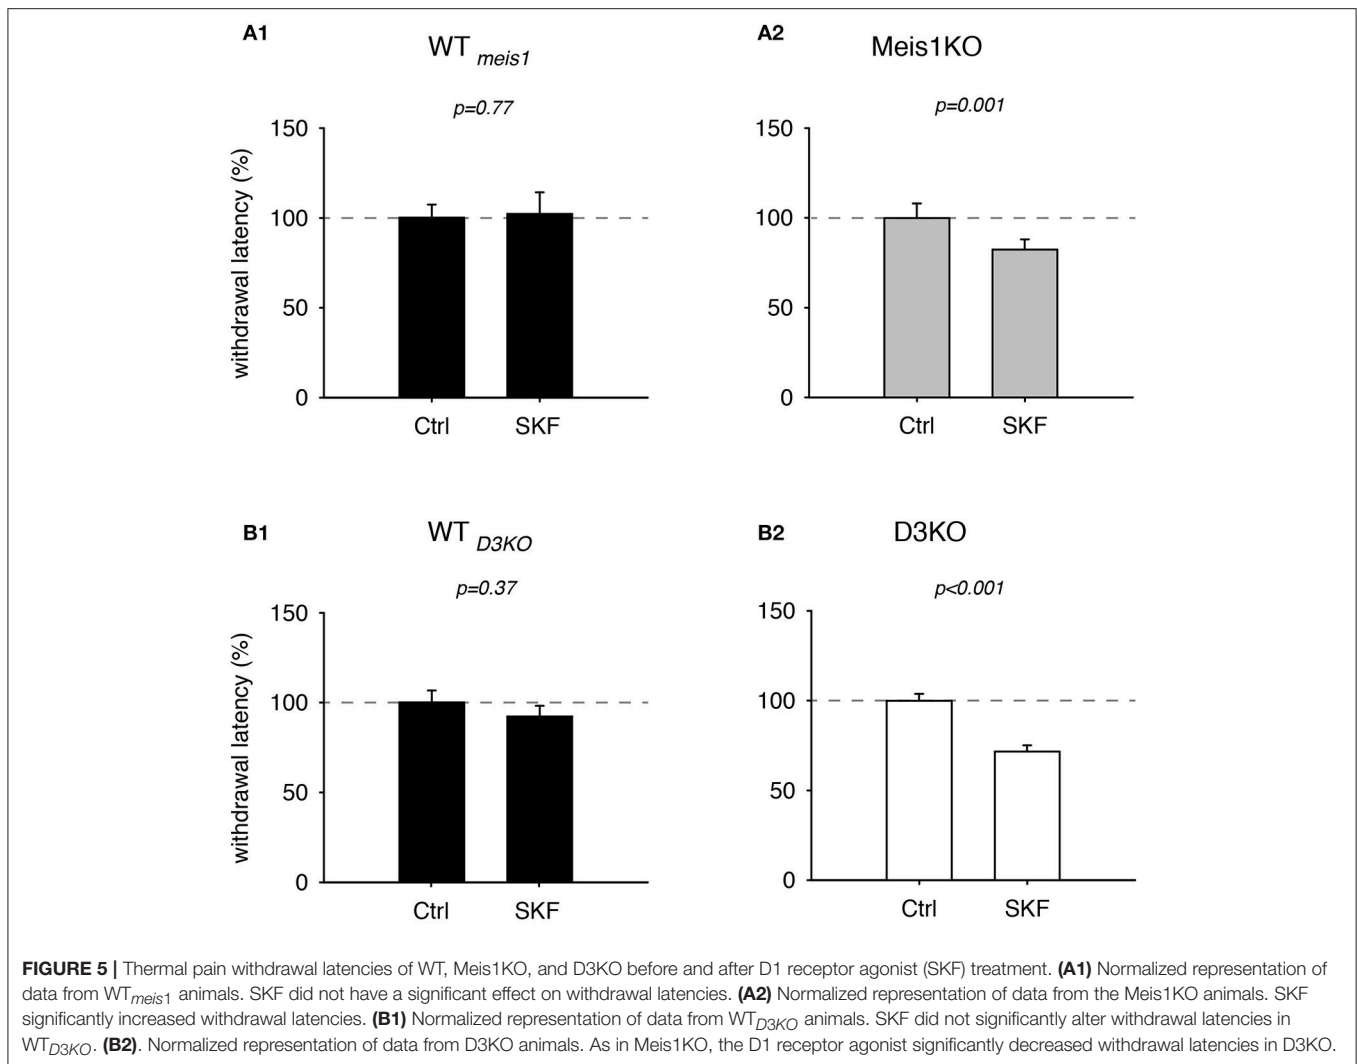 A1
WT meis1
p=0.77
withdrawal latency (%)
150
100
50
0
Ctrl SKF
A2
Meis1KO
p=0.001
150
100
50
0
Ctrl SKF
B1
WT D3KO
p=0.37
withdrawal latency (%)
150
100
50
0
Ctrl SKF
B2
D3KO
p<0.001
150
100
50
0
Ctrl SKF
FIGURE 5 | Thermal pain withdrawal latencies of WT, Meis1KO, and D3KO before and after D1 receptor agonist (SKF) treatment. (A1) Normalized representation of
data from WTmeis1 animals. SKF did not have a significant effect on withdrawal latencies. (A2) Normalized representation of data from the Meis1KO animals. SKF
significantly increased withdrawal latencies. (B1) Normalized representation of data from WTD3KO animals. SKF did not significantly alter withdrawal latencies in
WTD3KO. (B2). Normalized representation of data from D3KO animals. As in Meis1KO, the D1 receptor agonist significantly decreased withdrawal latencies in D3KO.